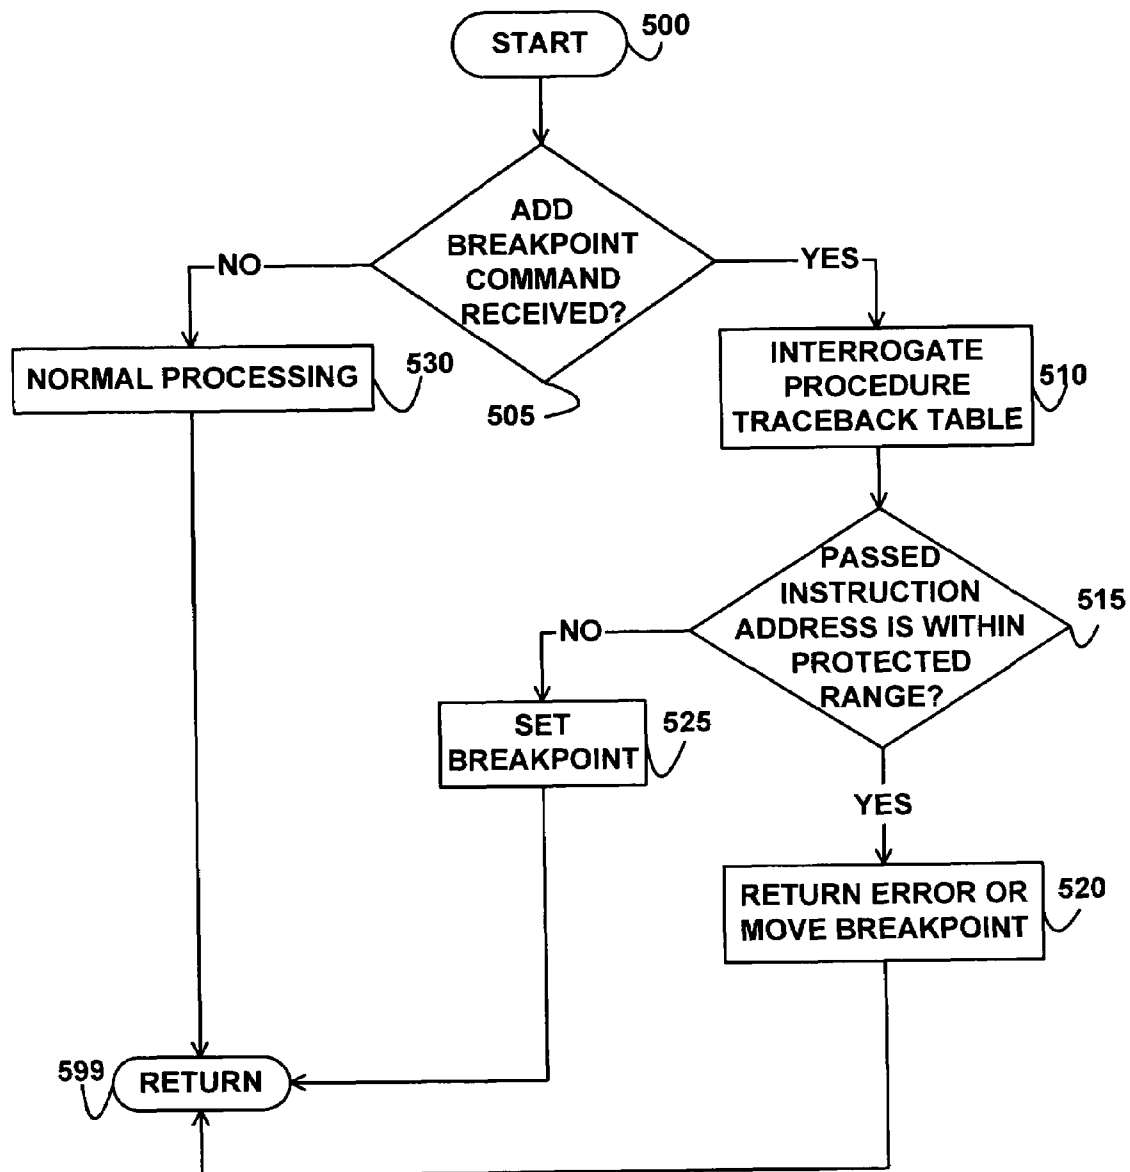 START
500
ADD
BREAKPOINT
COMMAND
RECEIVED?
505
NO
YES
NORMAL PROCESSING
530
INTERROGATE
PROCEDURE
TRACEBACK TABLE
510
PASSED
INSTRUCTION
ADDRESS IS WITHIN
PROTECTED
RANGE?
515
NO
SET
BREAKPOINT
525
YES
RETURN ERROR OR
MOVE BREAKPOINT
520
599
RETURN